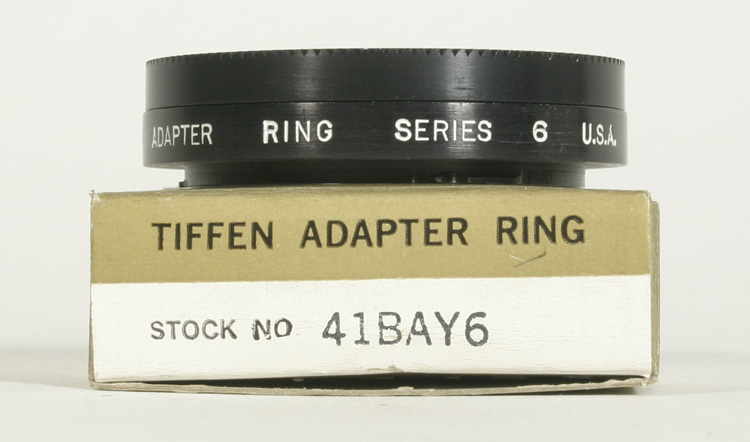 ADAPTER RING SERIES 6 U.S.A.
TIFFEN ADAPTER RING
STOCK NO 41BAY6